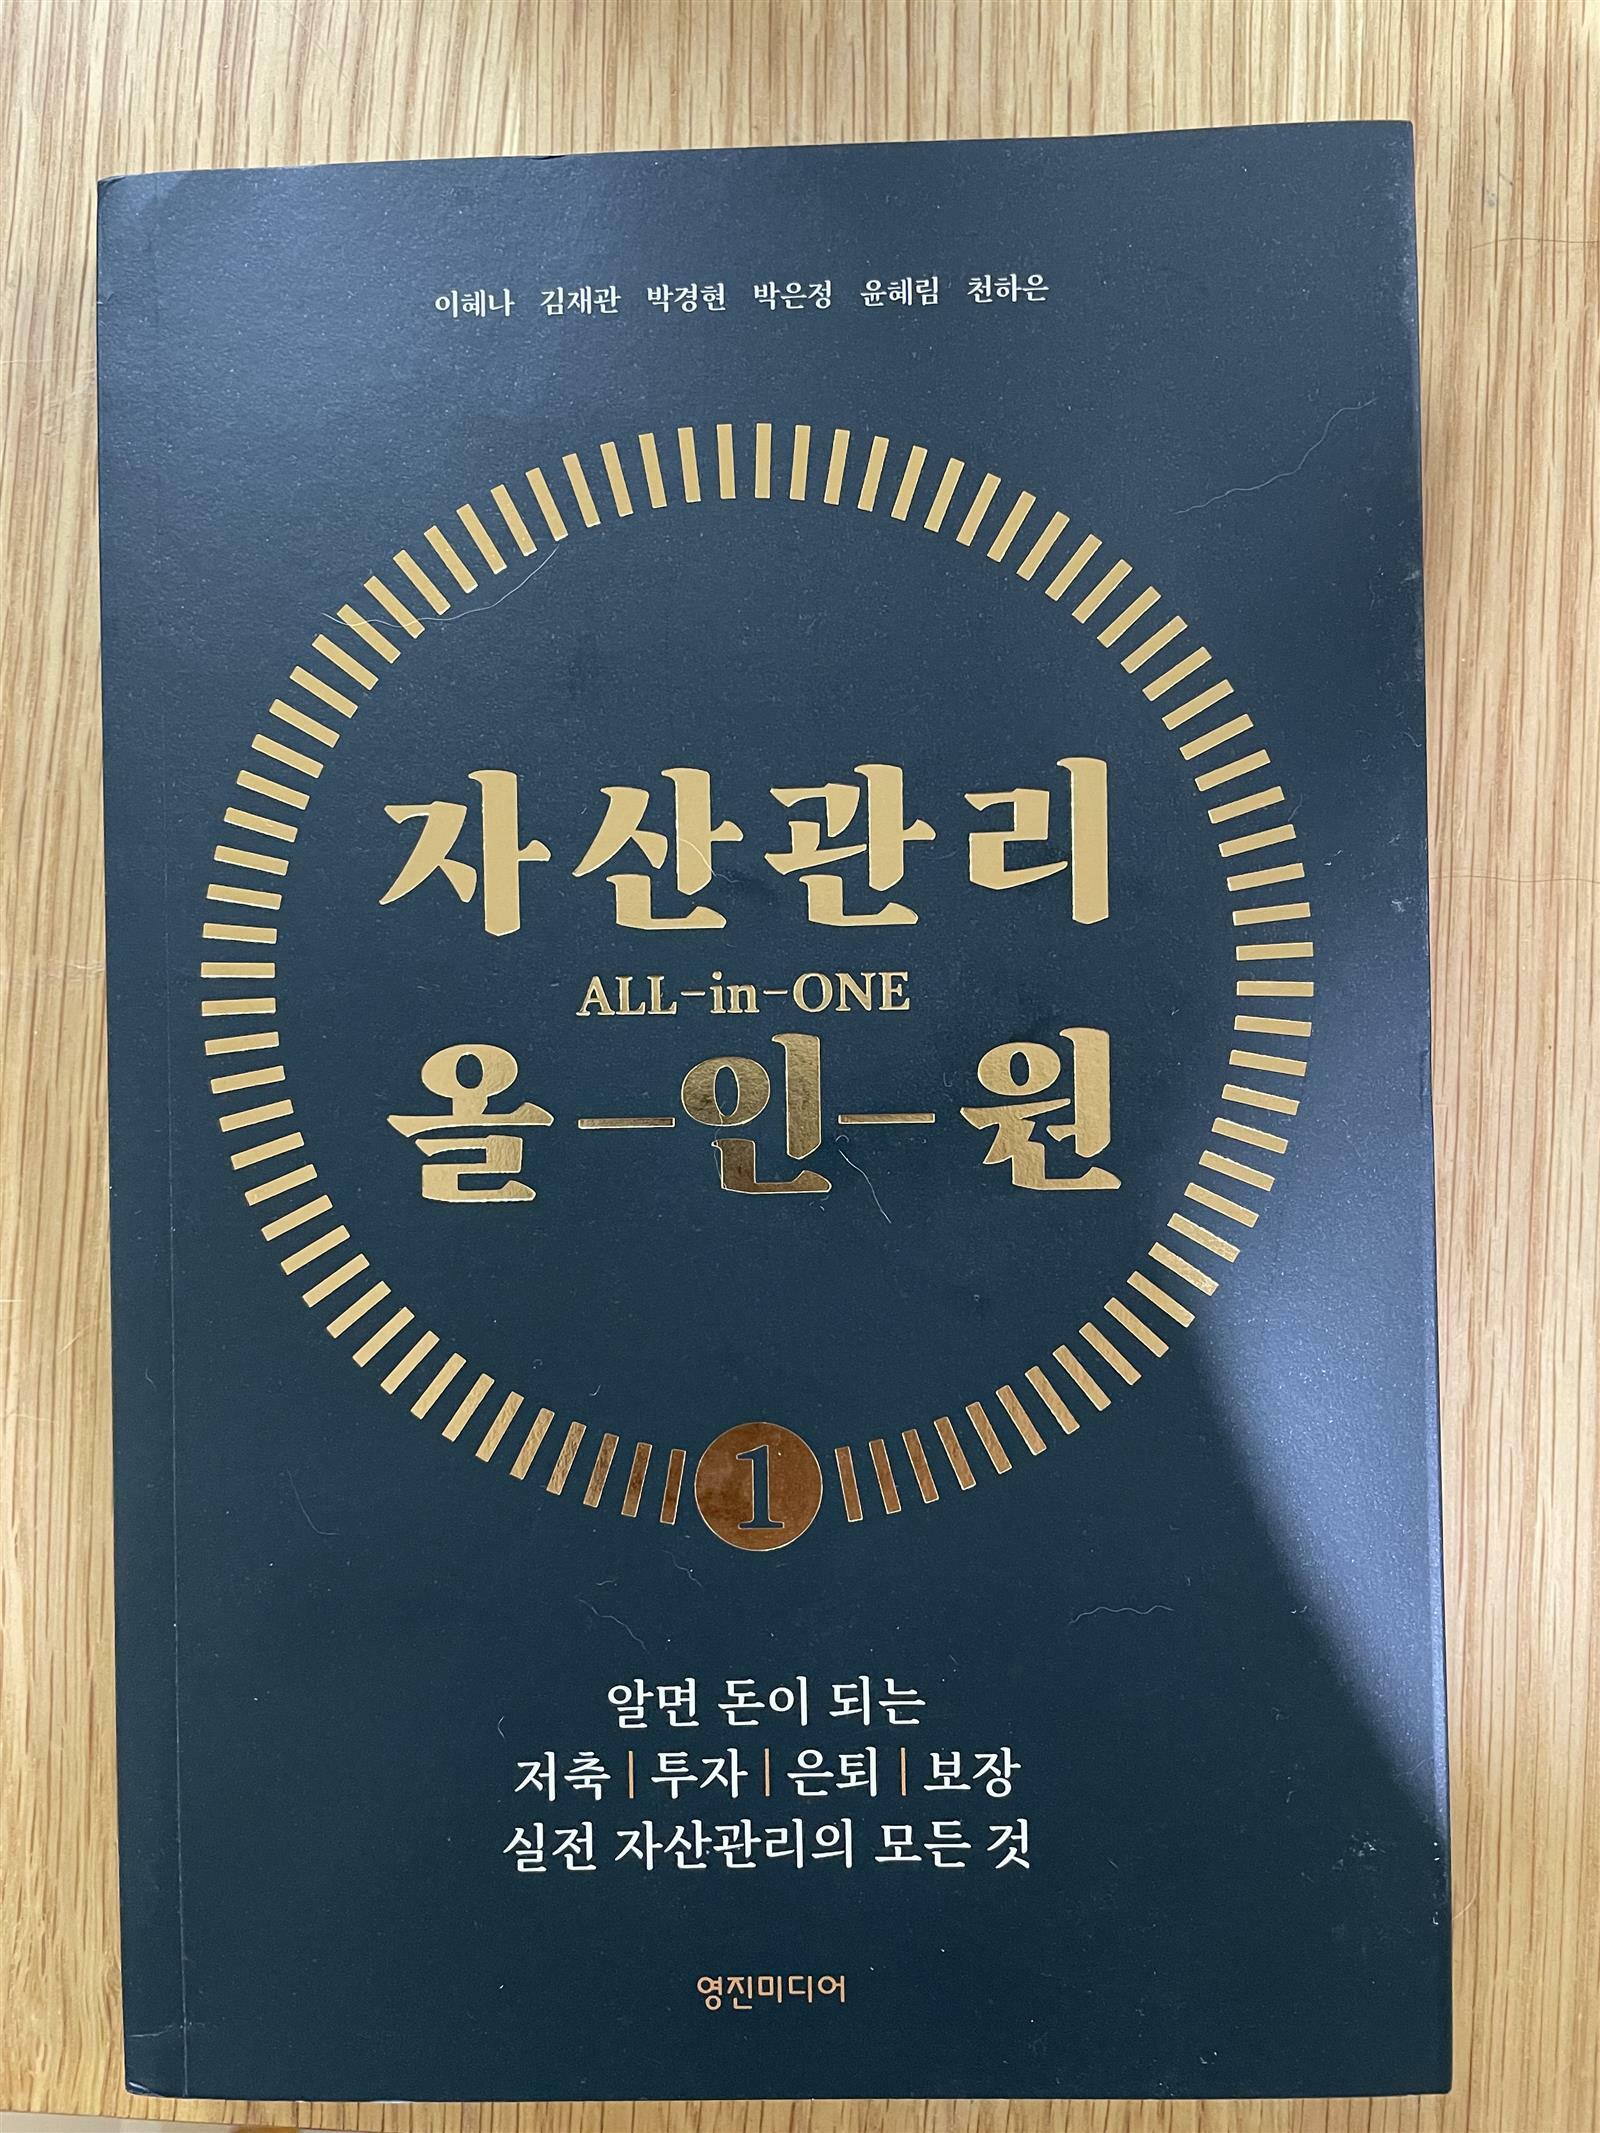 이혜나 김재관 박경현 박은정 윤혜림 천하은
자산관리
ALL-in-ONE
올-인-원
1
알면 돈이 되는
저축|투자|은퇴|보장
실전 자산관리의 모든 것
영진미디어